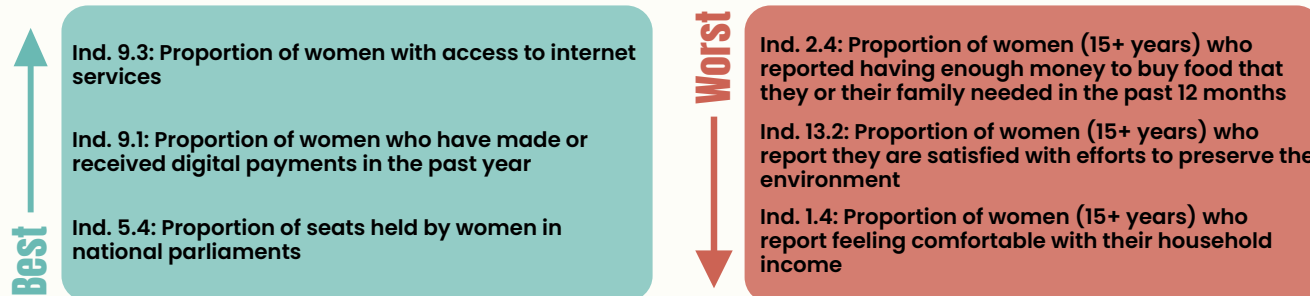 Best
Ind. 9.3: Proportion of women with access to internet
services
Ind. 9.1: Proportion of women who have made or
received digital payments in the past year
Ind. 5.4: Proportion of seats held by women in
national parliaments
Worst
Ind. 2.4: Proportion of women (15+ years) who
reported having enough money to buy food that
they or their family needed in the past 12 months
Ind. 13.2: Proportion of women (15+ years) who
report they are satisfied with efforts to preserve the
environment
Ind. 1.4: Proportion of women (15+ years) who
report feeling comfortable with their household
income